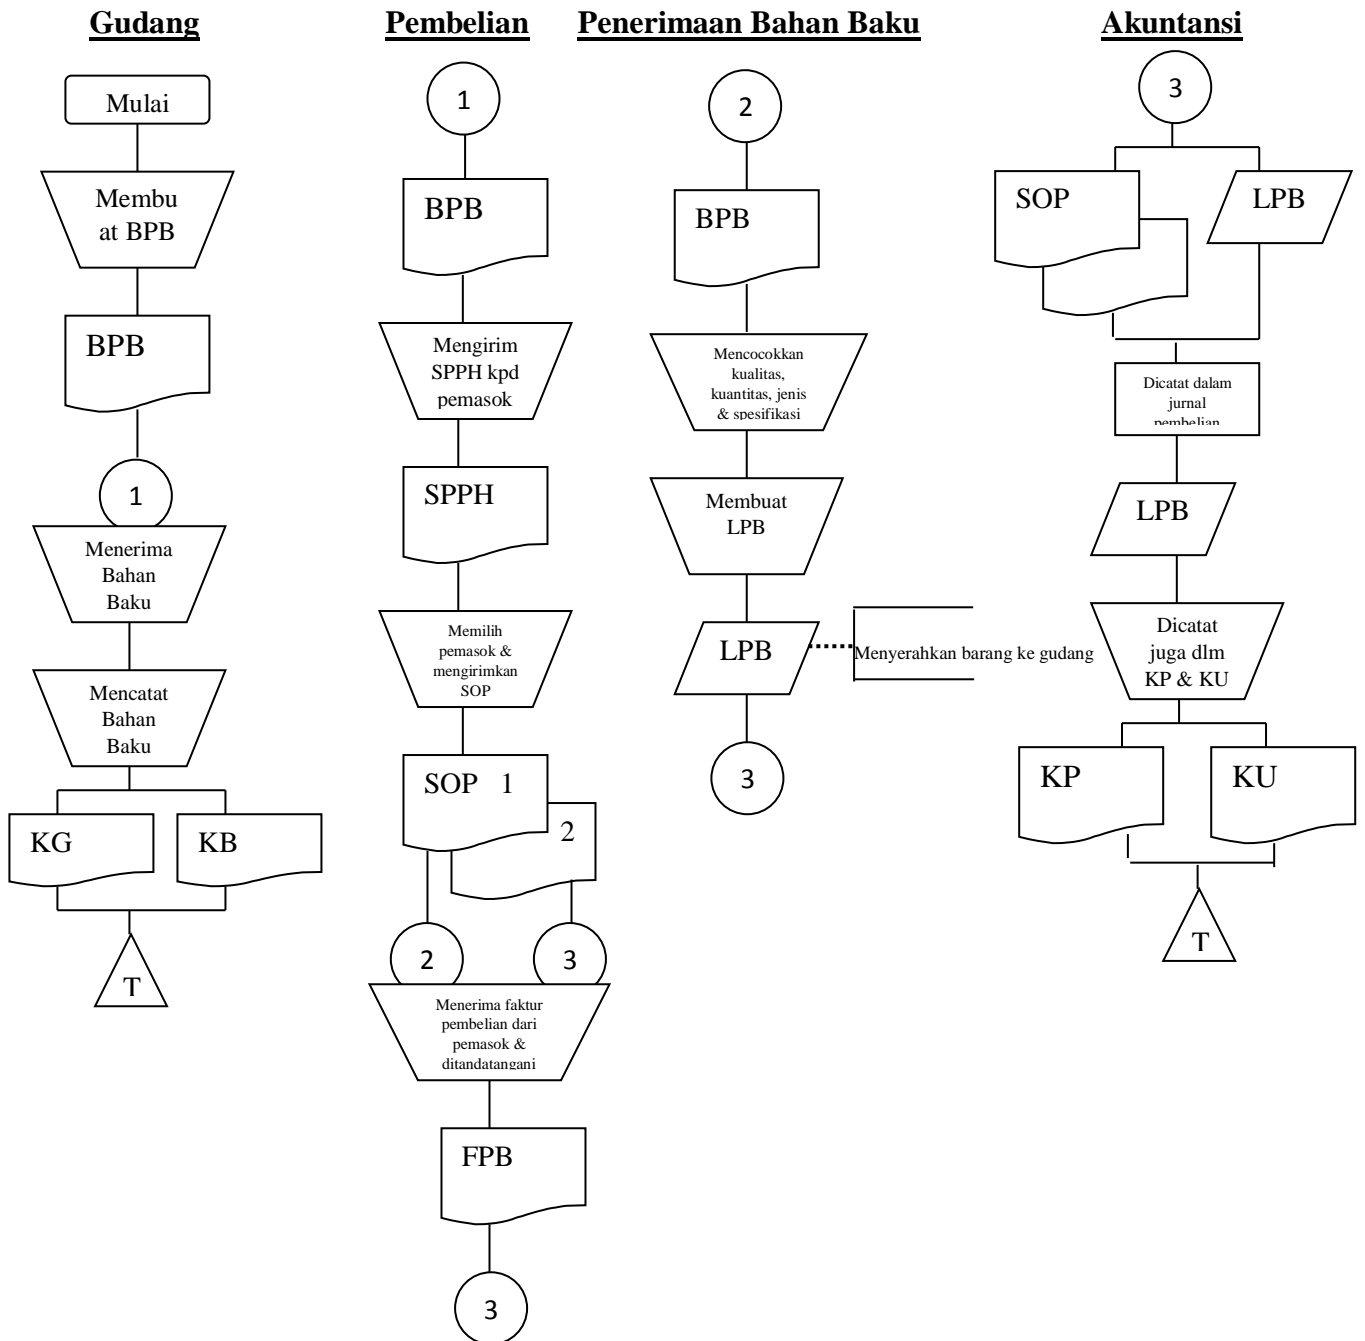 Gudang
Mulai
Membu
at BPB
BPB
1
Menerima
Bahan
Baku
Mencatat
Bahan
Baku
KG
KB
T
Pembelian
1
BPB
Mengirim
SPPH kpd
pemasok
SPPH
Memilih
pemasok &
mengirimkan
SOP
SOP 1
2
2
3
Menerima faktur
pembelian dari
pemasok &
ditandatangani
FPB
3
Penerimaan Bahan Baku
2
BPB
Mencocokkan
kualitas,
kuantitas, jenis
& spesifikasi
Membuat
LPB
LPB
Menyerahkan barang ke gudang
3
Akuntansi
3
SOP
LPB
Dicatat dalam
jurnal
pembelian
LPB
Dicatat
juga dlm
KP & KU
KP
KU
T